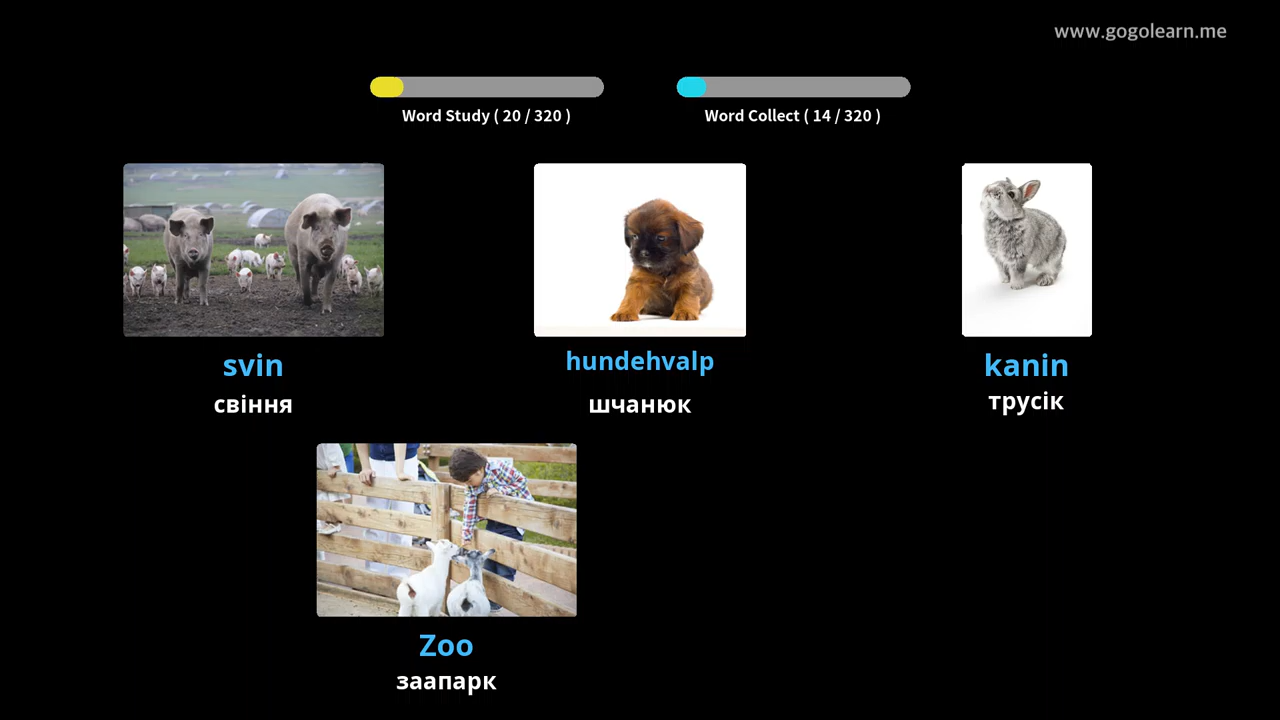 www.gogolearn.me
Word Study ( 20 / 320 )
Word Collect ( 14 / 320 )
svin
свіння
hundehvalp
шчанюк
kanin
трусік
Zoo
заапарк